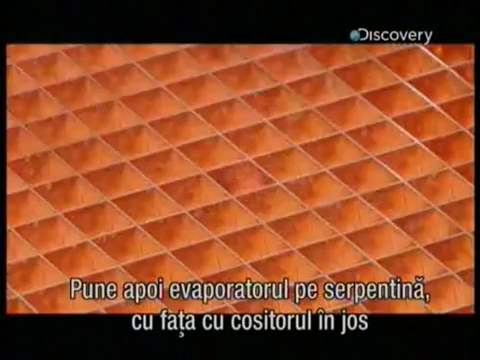 Discovery
Pune apoi evaporatorul pe serpentină,
cu fața cu cositorul în jos